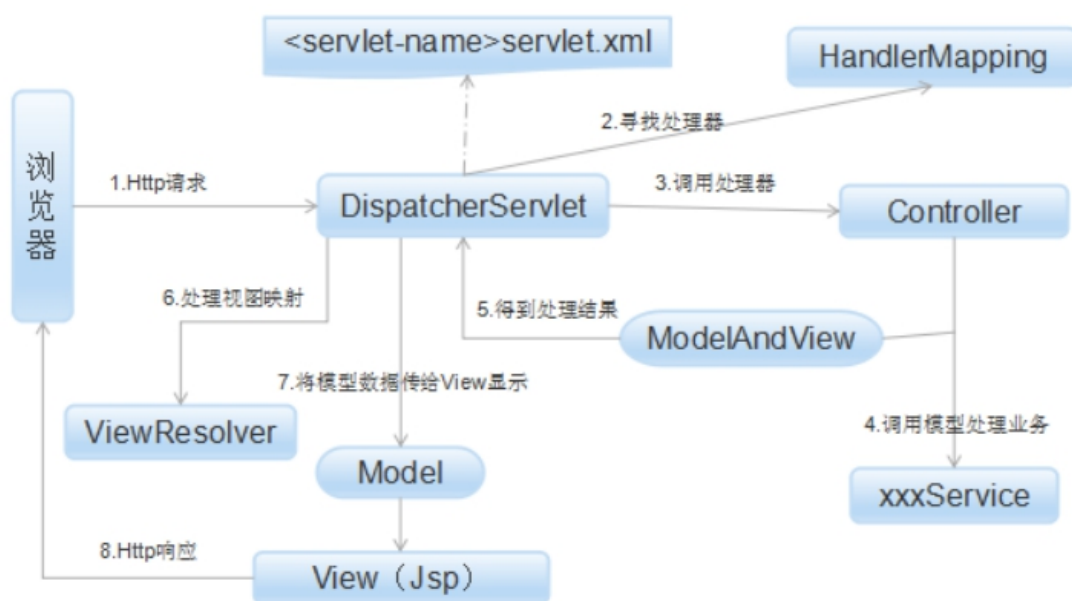 <servlet-name>servlet.xml
HandlerMapping
2.寻找处理器
浏览器
1.Http请求
DispatcherServlet
3.调用处理器
Controller
6.处理视图映射
5.得到处理结果
ModelAndView
7.将模型数据传给View显示
ViewResolver
4.调用模型处理业务
Model
xxxService
8.Http响应
View（Jsp）